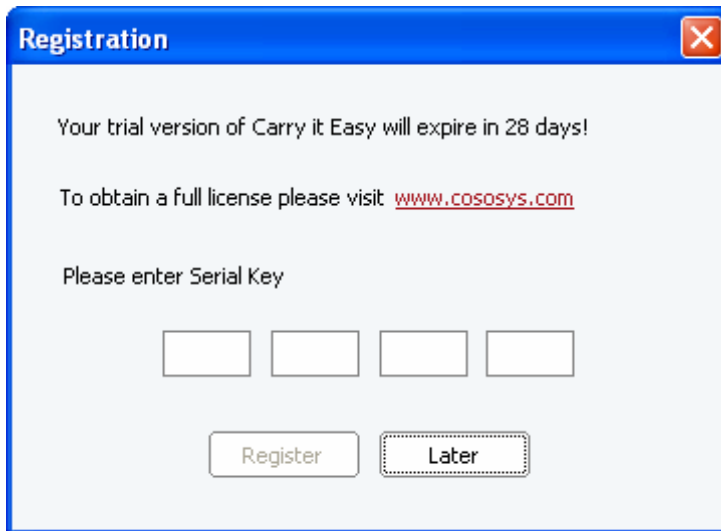 Registration
Your trial version of Carry it Easy will expire in 28 days!
To obtain a full license please visit www.cososys.com
Please enter Serial Key
Register Later